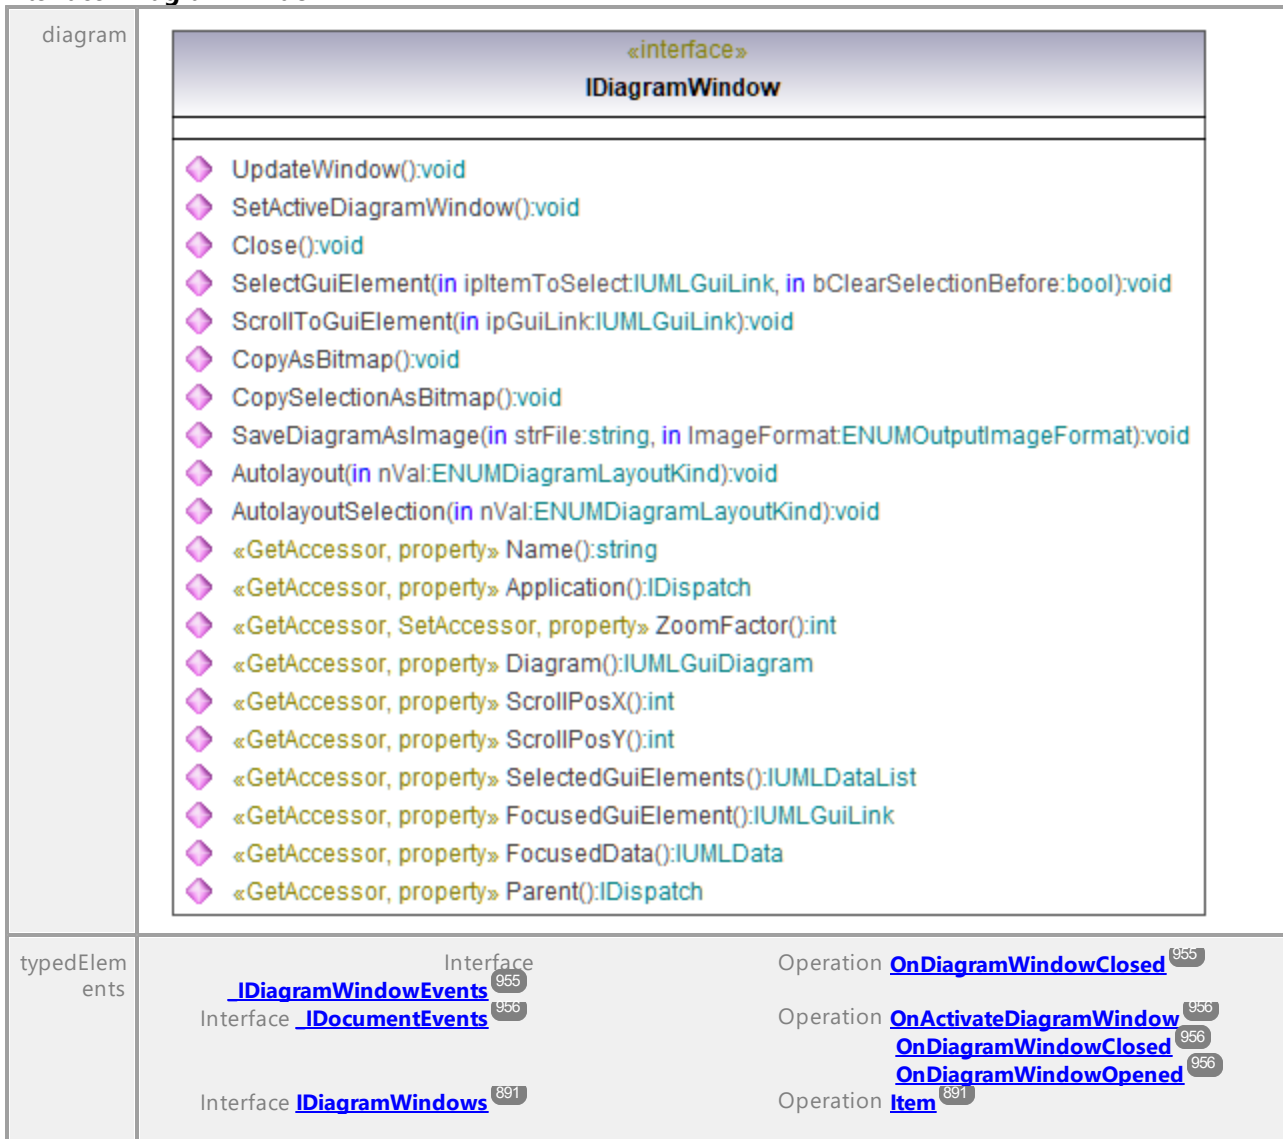 diagram
«interface»
IDiagramWindow
UpdateWindow():void
SetActiveDiagramWindow():void
Close():void
SelectGuiElement(in ipItemToSelect:IUMLGuiLink, in bClearSelectionBefore:bool):void
ScrollToGuiElement(in ipGuiLink:IUMLGuiLink):void
CopyAsBitmap():void
CopySelectionAsBitmap():void
SaveDiagramAsImage(in strFile:string, in ImageFormat:ENUMOutputImageFormat):void
Autolayout(in nVal:ENUMDiagramLayoutKind):void
AutolayoutSelection(in nVal:ENUMDiagramLayoutKind):void
«GetAccessor, property» Name():string
«GetAccessor, property» Application():IDispatch
«GetAccessor, SetAccessor, property» ZoomFactor():int
«GetAccessor, property» Diagram():IUMLGuiDiagram
«GetAccessor, property» ScrollPosX():int
«GetAccessor, property» ScrollPosY():int
«GetAccessor, property» SelectedGuiElements():IUMLDataList
«GetAccessor, property» FocusedGuiElement():IUMLGuiLink
«GetAccessor, property» FocusedData():IUMLData
«GetAccessor, property» Parent():IDispatch
typedElem
ents
Interface
_IDiagramWindowEvents 955
Operation OnDiagramWindowClosed 955
Interface _IDocumentEvents 956
Operation OnActivateDiagramWindow 956
OnDiagramWindowClosed 956
OnDiagramWindowOpened 956
Interface IDiagramWindows 891
Operation Item 891